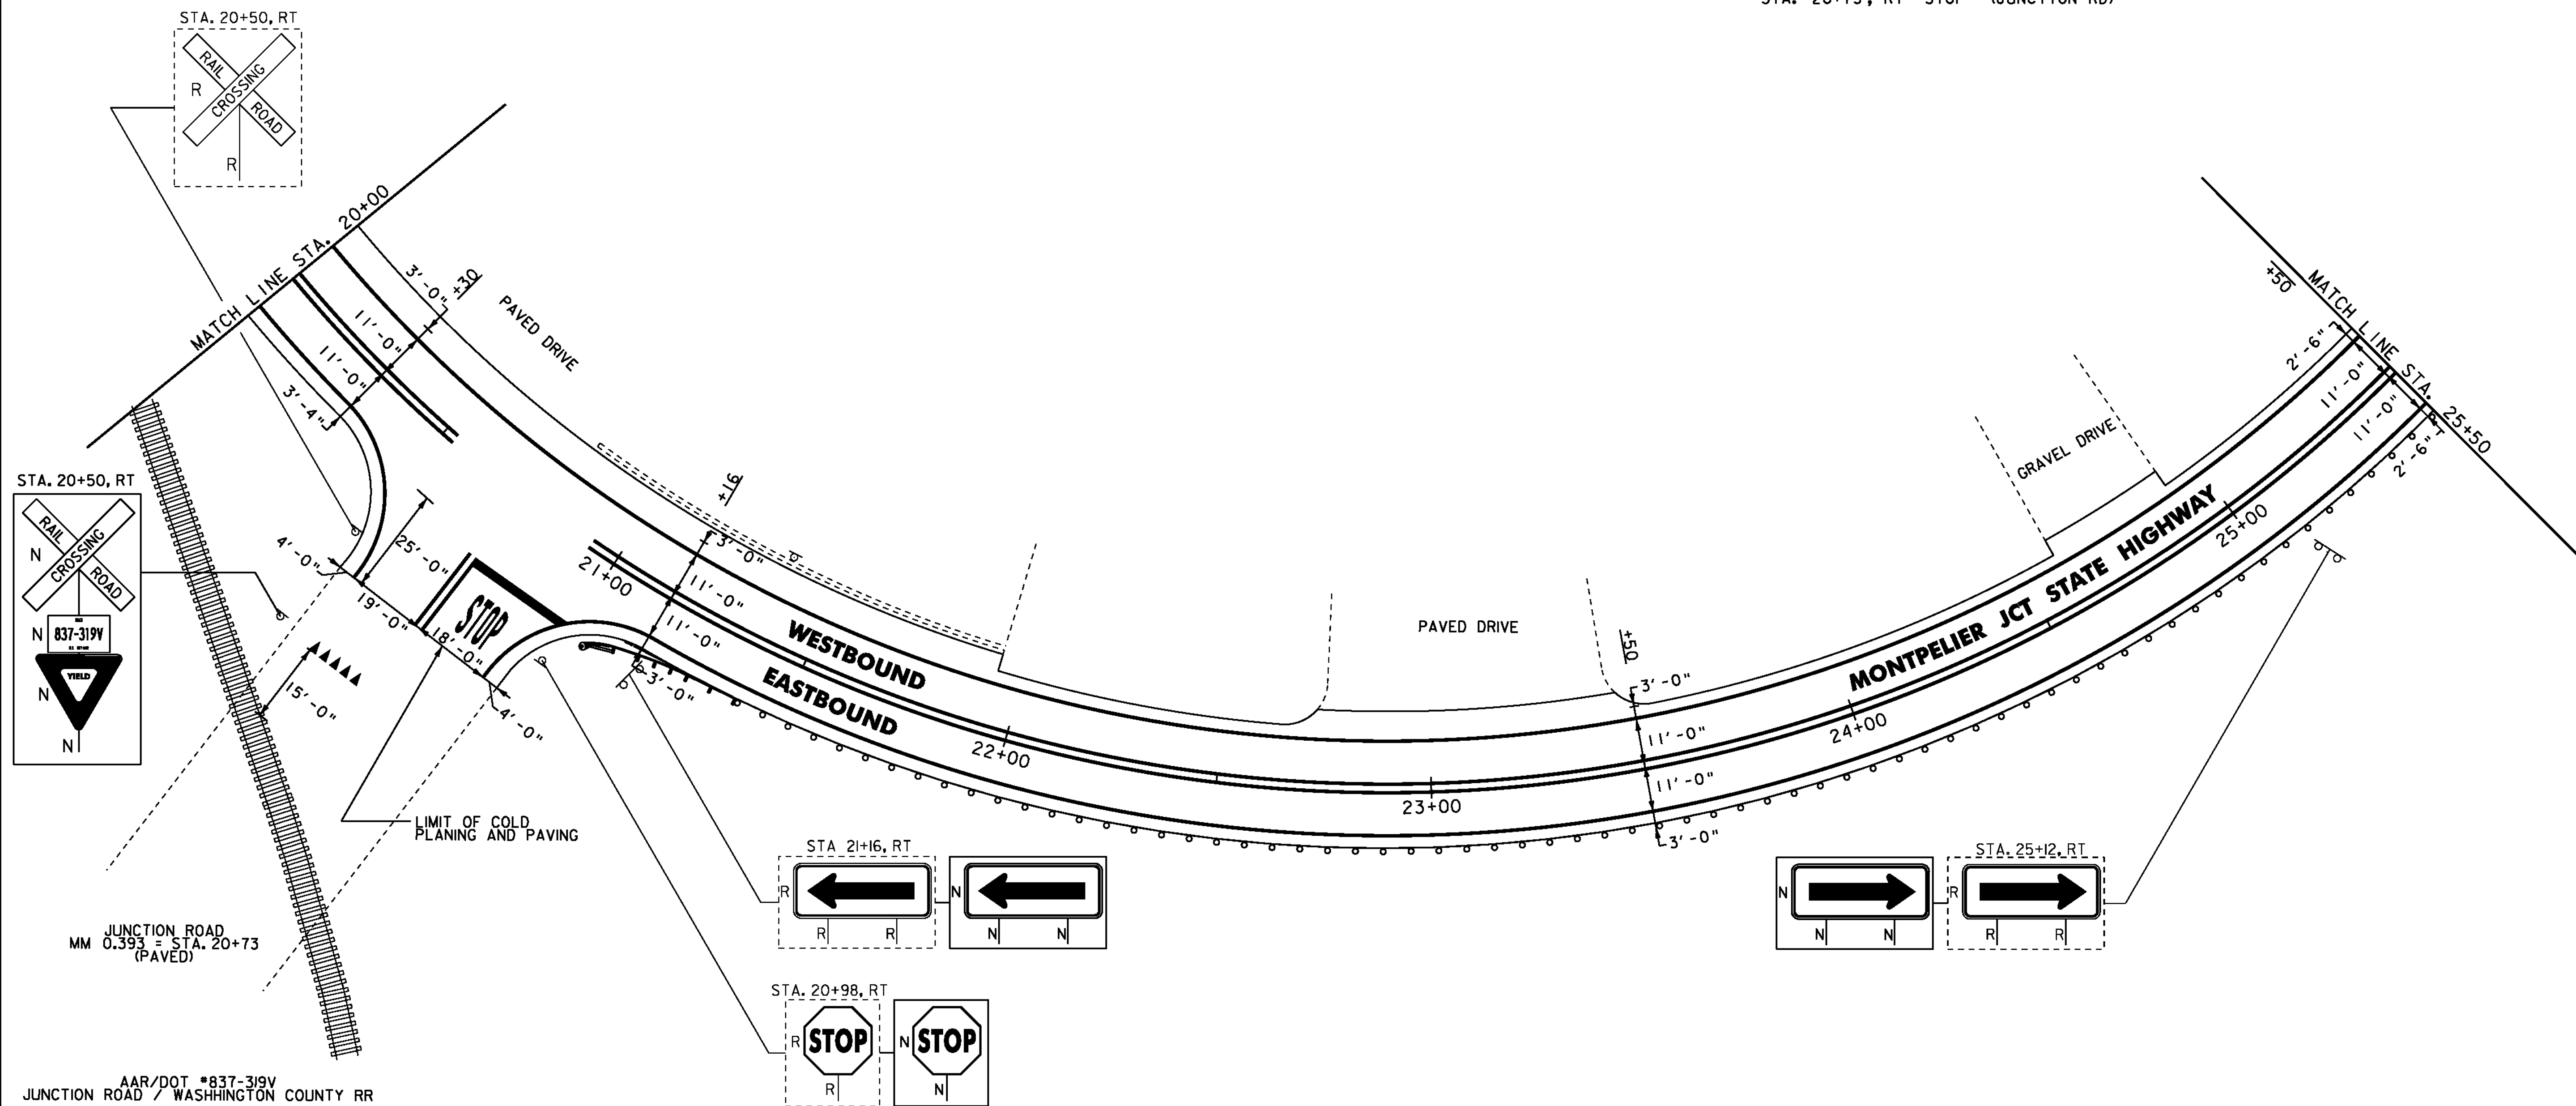 STA. 20+50, RT
RAIL
ROAD
CROSSING
R
R
MATCH LINE STA. 20+00
3'-0"
+30
11'-0"
11'-0"
3'-4"
PAVED DRIVE
STA. 20+50, RT
RAIL
ROAD
CROSSING
N
N
837-319V
YIELD
N
N
4'-0"
25'-0"
19'-0"
18'-0"
STOP
15'-0"
4'-0"
LIMIT OF COLD
PLANING AND PAVING
JUNCTION ROAD
MM 0.393 = STA. 20+73
(PAVED)
AAR/DOT #837-319V
JUNCTION ROAD / WASHHINGTON COUNTY RR
21+00
+16
3'-0"
11'-0"
11'-0"
3'-0"
WESTBOUND
EASTBOUND
22+00
23+00
PAVED DRIVE
+50
3'-0"
11'-0"
11'-0"
3'-0"
24+00
MONTPELIER JCT STATE HIGHWAY
25+00
GRAVEL DRIVE
+50
MATCH LINE STA. 25+50
2'-6"
11'-0"
11'-0"
2'-6"
STA 21+16, RT
R
R
R
N
N
N
STA. 20+98, RT
R
STOP
R
N
STOP
N
STA. 25+12, RT
N
N
N
R
R
R